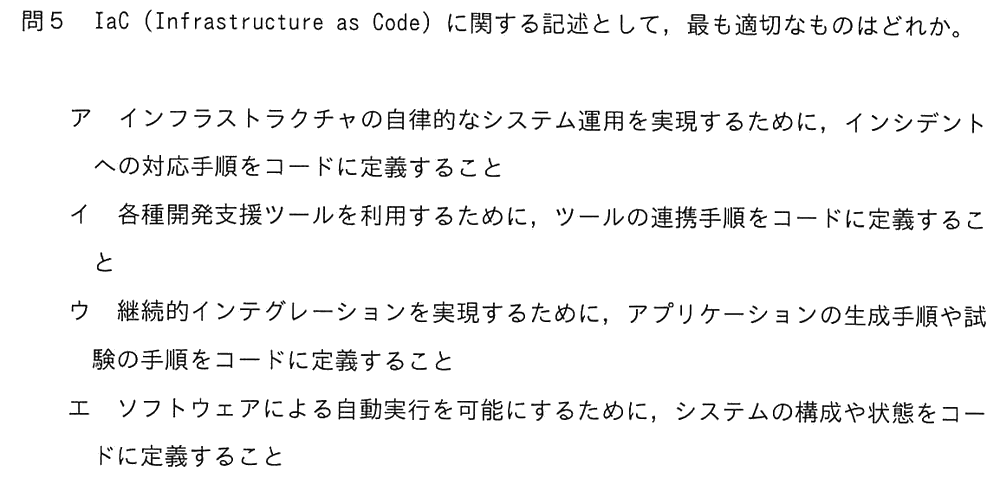 問５　IaC（Infrastructure as Code）に関する記述として，最も適切なものはどれか。
ア　インフラストラクチャの自律的なシステム運用を実現するために，インシデント
への対応手順をコードに定義すること
イ　各種開発支援ツールを利用するために，ツールの連携手順をコードに定義するこ
と
ウ　継続的インテグレーションを実現するために，アプリケーションの生成手順や試
験の手順をコードに定義すること
エ　ソフトウェアによる自動実行を可能にするために，システムの構成や状態をコー
ドに定義すること